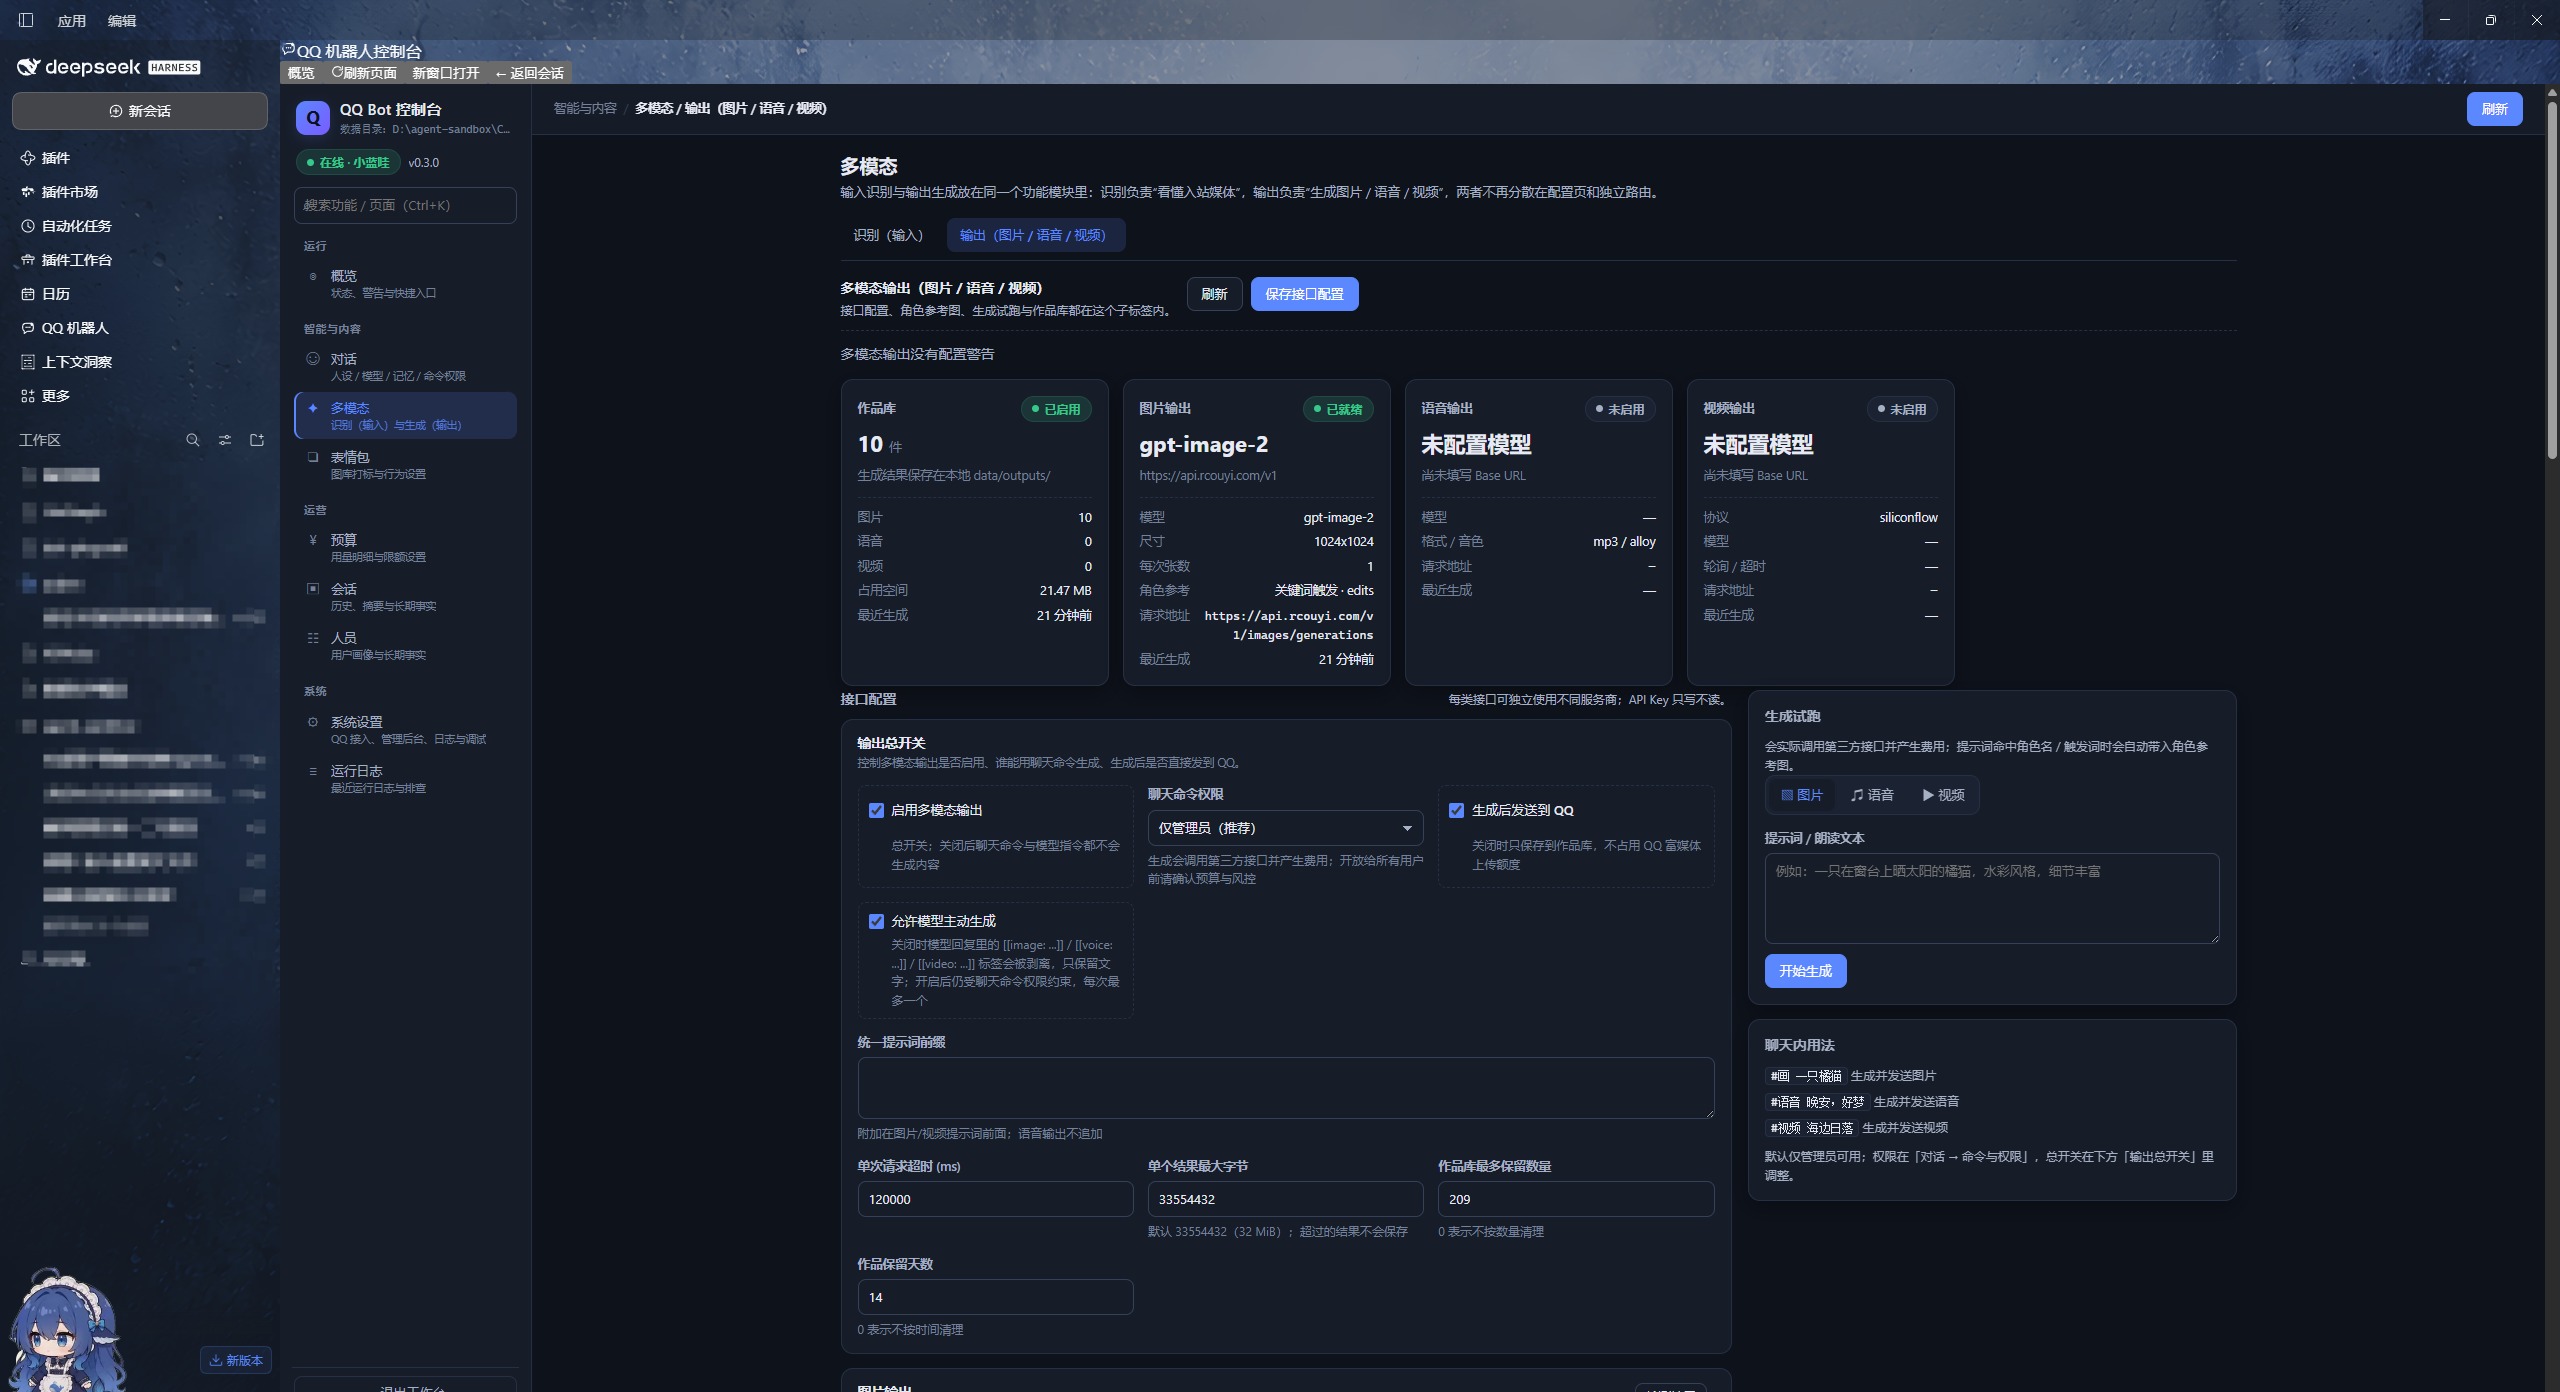 应用 编辑
deepseek HARNESS
新会话
插件
插件市场
自动化任务
插件工作台
日历
QQ 机器人
上下文洞察
更多
工作区
新版本
QQ 机器人控制台
概览 刷新页面 新窗口打开 ← 返回会话
Q
QQ Bot 控制台
数据目录：D:\agent-sandbox\C...
在线 · 小蓝哇 v0.3.0
搜索功能 / 页面（Ctrl+K）
运行
概览
状态、警告与快捷入口
智能与内容
对话
人设 / 模型 / 记忆 / 命令权限
多模态
识别（输入）与生成（输出）
表情包
图库打标与行为设置
运营
¥ 预算
用量明细与限额设置
会话
历史、摘要与长期事实
人员
用户画像与长期事实
系统
系统设置
QQ 接入、管理后台、日志与调试
运行日志
最近运行日志与排查
智能与内容 / 多模态 / 输出（图片 / 语音 / 视频）
刷新
多模态
输入识别与输出生成放在同一个功能模块里：识别负责“看懂入站媒体”，输出负责“生成图片 / 语音 / 视频”，两者不再分散在配置页和独立路由。
识别（输入） 输出（图片 / 语音 / 视频）
多模态输出（图片 / 语音 / 视频）
接口配置、角色参考图、生成试跑与作品库都在这个子标签内。
刷新 保存接口配置
多模态输出没有配置警告
作品库 已启用
10 件
生成结果保存在本地 data/outputs/
图片 10
语音 0
视频 0
占用空间 21.47 MB
最近生成 21 分钟前
图片输出 已就绪
gpt-image-2
https://api.rcouyi.com/v1
模型 gpt-image-2
尺寸 1024x1024
每次张数 1
角色参考 关键词触发 · edits
请求地址 https://api.rcouyi.com/v
1/images/generations
最近生成 21 分钟前
语音输出 未启用
未配置模型
尚未填写 Base URL
模型 —
格式 / 音色 mp3 / alloy
请求地址 –
最近生成 —
视频输出 未启用
未配置模型
尚未填写 Base URL
协议 siliconflow
模型 —
轮询 / 超时 —
请求地址 –
最近生成 —
接口配置 每类接口可独立使用不同服务商；API Key 只写不读。
输出总开关
控制多模态输出是否启用、谁能用聊天命令生成、生成后是否直接发到 QQ。
启用多模态输出
总开关；关闭后聊天命令与模型指令都不会
生成内容
聊天命令权限
仅管理员（推荐）
生成会调用第三方接口并产生费用；开放给所有用户
前请确认预算与风控
生成后发送到 QQ
关闭时只保存到作品库，不占用 QQ 富媒体
上传额度
允许模型主动生成
关闭时模型回复里的 [[image: ...]] / [[voice:
...]] / [[video: ...]] 标签会被剥离，只保留文
字；开启后仍受聊天命令权限约束，每次最
多一个
统一提示词前缀
附加在图片/视频提示词前面；语音输出不追加
单次请求超时 (ms)
120000
单个结果最大字节
33554432
默认 33554432（32 MiB）；超过的结果不会保存
作品库最多保留数量
209
0 表示不按数量清理
作品保留天数
14
0 表示不按时间清理
图片输出
生成试跑
会实际调用第三方接口并产生费用；提示词命中角色名 / 触发词时会自动带入角色参
考图。
图片 语音 视频
提示词 / 朗读文本
例如：一只在窗台上晒太阳的橘猫，水彩风格，细节丰富
开始生成
聊天内用法
#画 一只橘猫 生成并发送图片
#语音 晚安，好梦 生成并发送语音
#视频 海边日落 生成并发送视频
默认仅管理员可用；权限在「对话 → 命令与权限」，总开关在下方「输出总开关」里
调整。